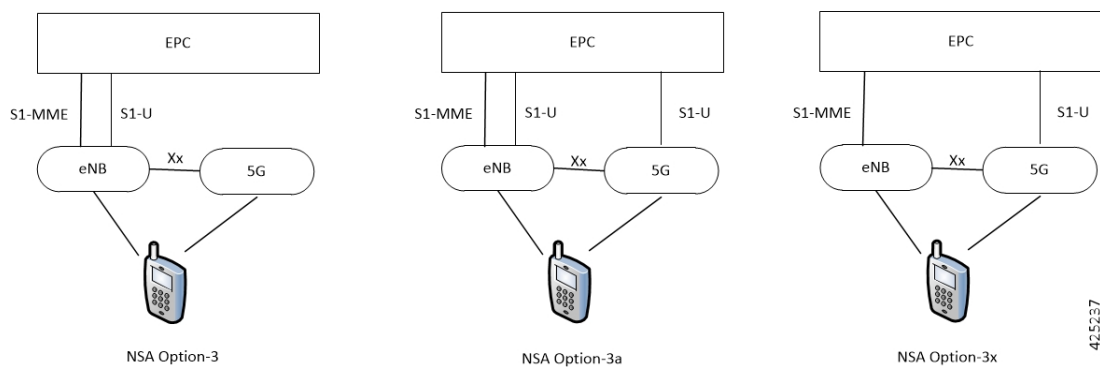 EPC
S1-MME
S1-U
Xx
eNB
5G
NSA Option-3
EPC
S1-MME
S1-U
S1-U
Xx
eNB
5G
NSA Option-3a
EPC
S1-MME
S1-U
Xx
eNB
5G
NSA Option-3x
425237